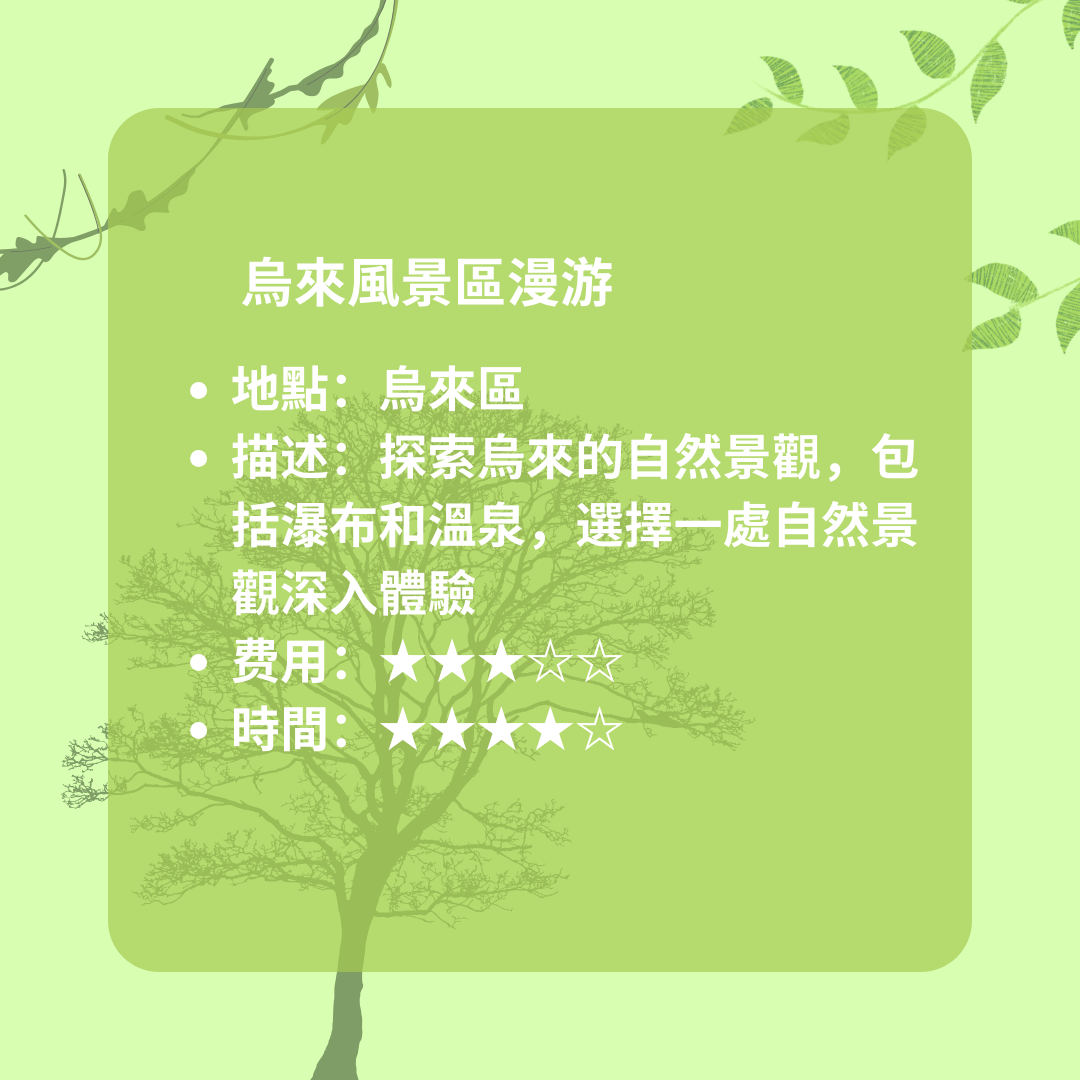 烏來風景區漫游
• 地點：烏來區
• 描述：探索烏來的自然景觀，包
括瀑布和溫泉，選擇一處自然景
觀深入體驗
• 费用：★★★☆☆
• 時間：★★★★☆